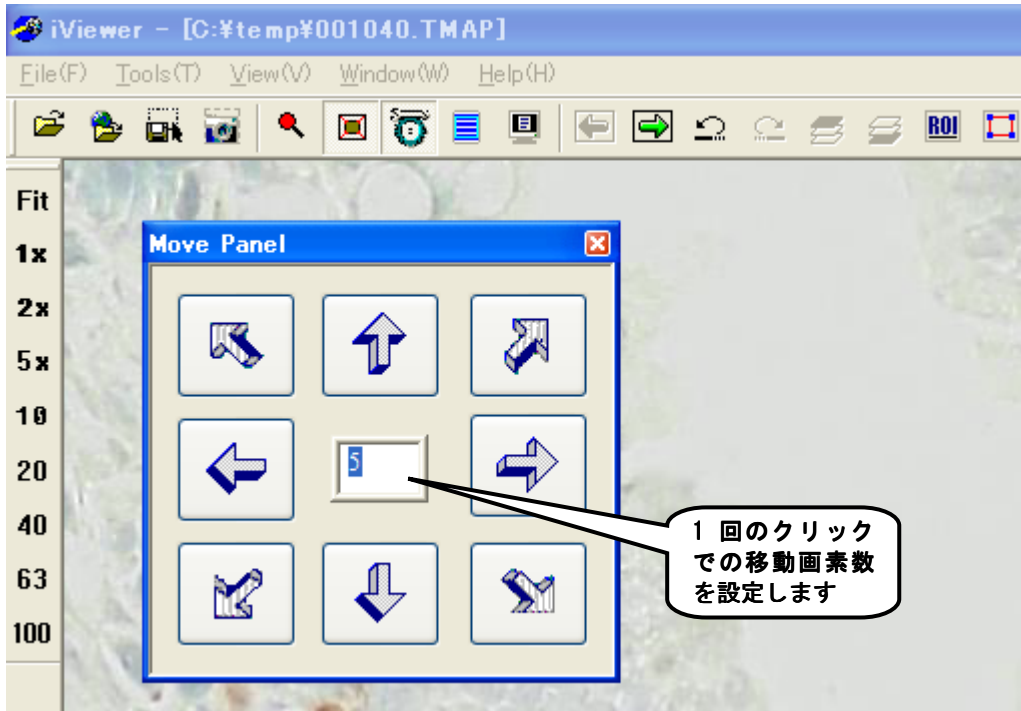 iViewer - [C:¥temp¥001040.TMAP]
File(F) Tools(T) View(V) Window(W) Help(H)
ROI
Fit
1x
2x
5x
10
20
40
63
100
Move Panel
5
1 回のクリック
での移動画素数
を設定します